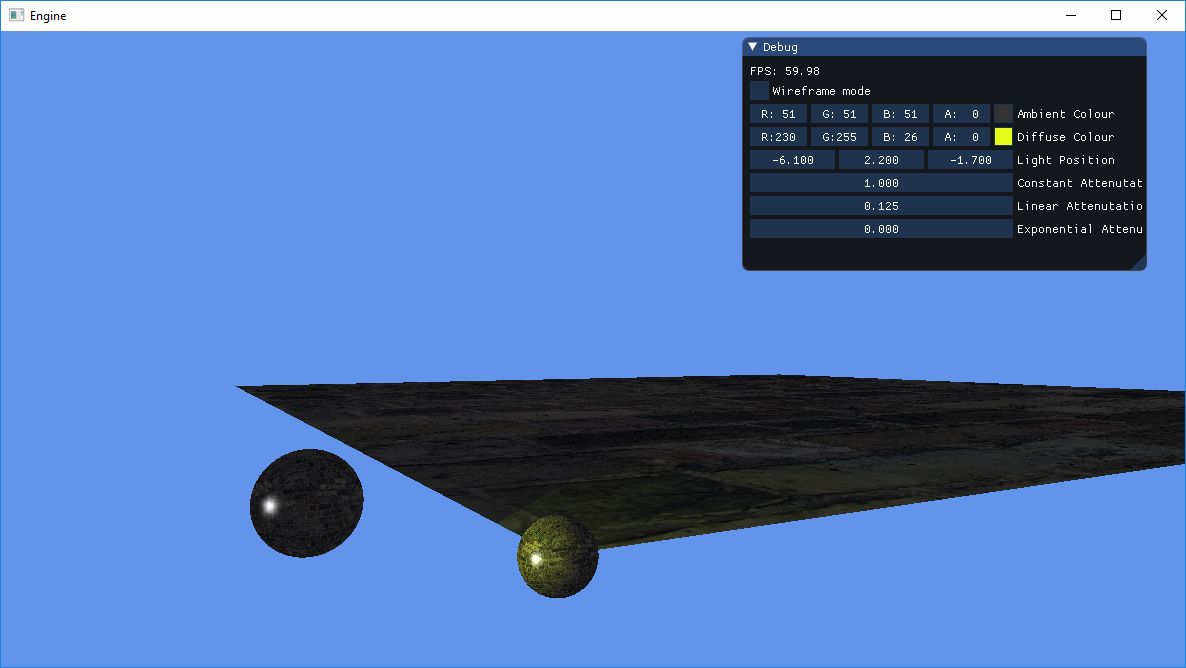 Engine
Debug
FPS: 59.98
Wireframe mode
R: 51 G: 51 B: 51 A: 0 Ambient Colour
R:230 G:255 B: 26 A: 0 Diffuse Colour
-6.100 2.200 -1.700 Light Position
1.000 Constant Attenutat
0.125 Linear Attenutatio
0.000 Exponential Attenu